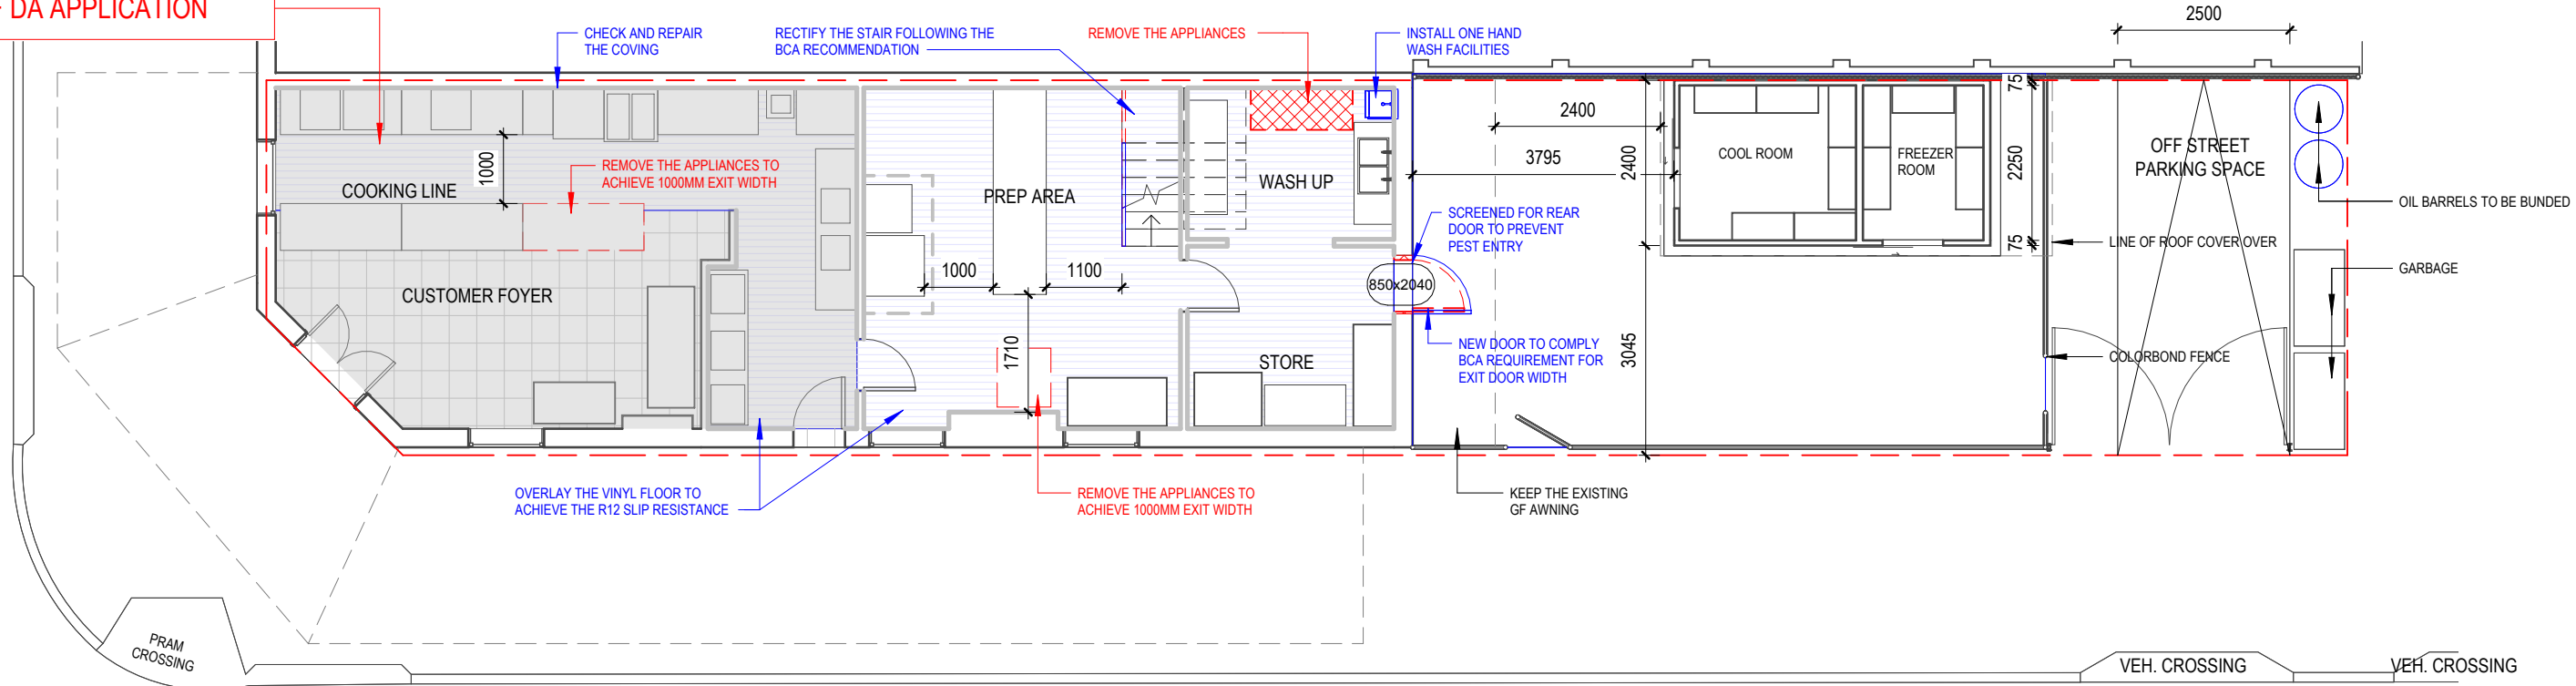 DA APPLICATION
CHECK AND REPAIR
THE COVING
RECTIFY THE STAIR FOLLOWING THE
BCA RECOMMENDATION
REMOVE THE APPLIANCES
INSTALL ONE HAND
WASH FACILITIES
2500
COOKING LINE
1000
REMOVE THE APPLIANCES TO
ACHIEVE 1000MM EXIT WIDTH
CUSTOMER FOYER
PREP AREA
1000
1100
1710
WASH UP
STORE
850x2040
SCREENED FOR REAR
DOOR TO PREVENT
PEST ENTRY
NEW DOOR TO COMPLY
BCA REQUIREMENT FOR
EXIT DOOR WIDTH
2400
3795
2400
3045
COOL ROOM
FREEZER
ROOM
75
2250
75
OFF STREET
PARKING SPACE
OIL BARRELS TO BE BUNDED
LINE OF ROOF COVER OVER
GARBAGE
COLORBOND FENCE
OVERLAY THE VINYL FLOOR TO
ACHIEVE THE R12 SLIP RESISTANCE
REMOVE THE APPLIANCES TO
ACHIEVE 1000MM EXIT WIDTH
KEEP THE EXISTING
GF AWNING
PRAM
CROSSING
VEH. CROSSING
VEH. CROSSING